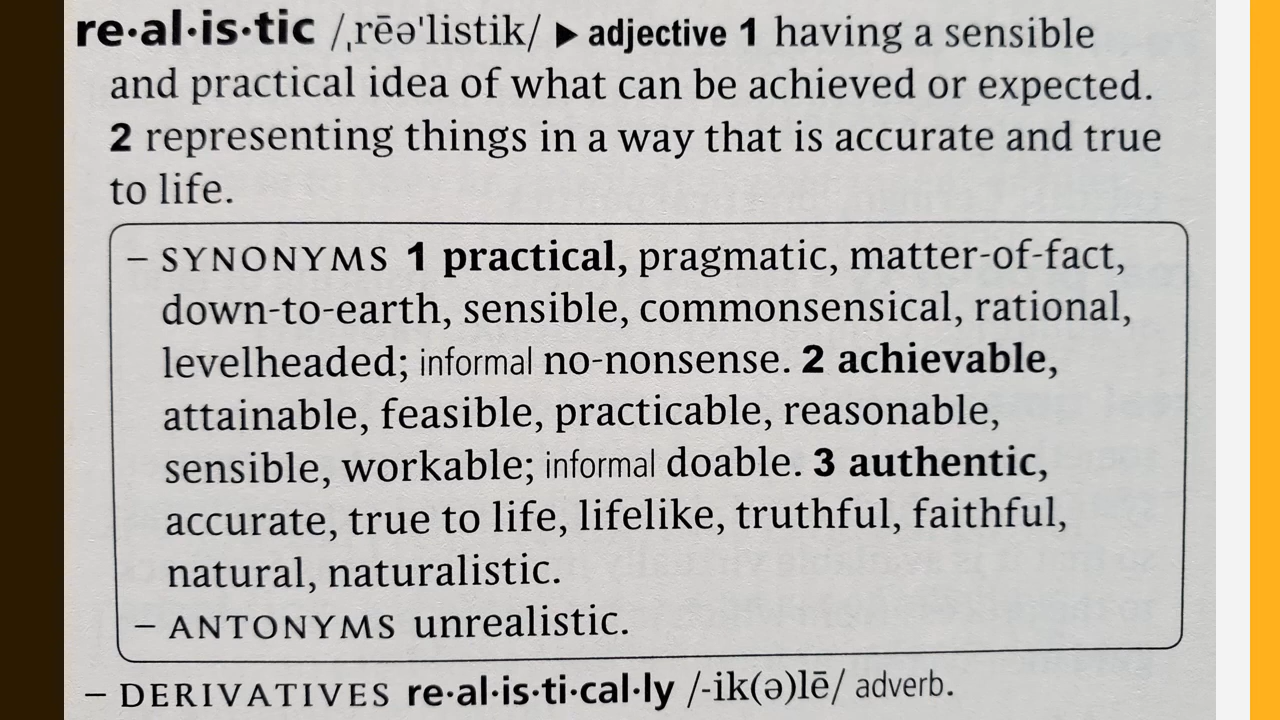 re·al·is·tic /ˌrēəˈlistik/ ▶ adjective 1 having a sensible
and practical idea of what can be achieved or expected.
2 representing things in a way that is accurate and true
to life.
– SYNONYMS 1 practical, pragmatic, matter-of-fact,
down-to-earth, sensible, commonsensical, rational,
levelheaded; informal no-nonsense. 2 achievable,
attainable, feasible, practicable, reasonable,
sensible, workable; informal doable. 3 authentic,
accurate, true to life, lifelike, truthful, faithful,
natural, naturalistic.
– ANTONYMS unrealistic.
– DERIVATIVES re·al·is·ti·cal·ly /-ik(ə)lē/ adverb.